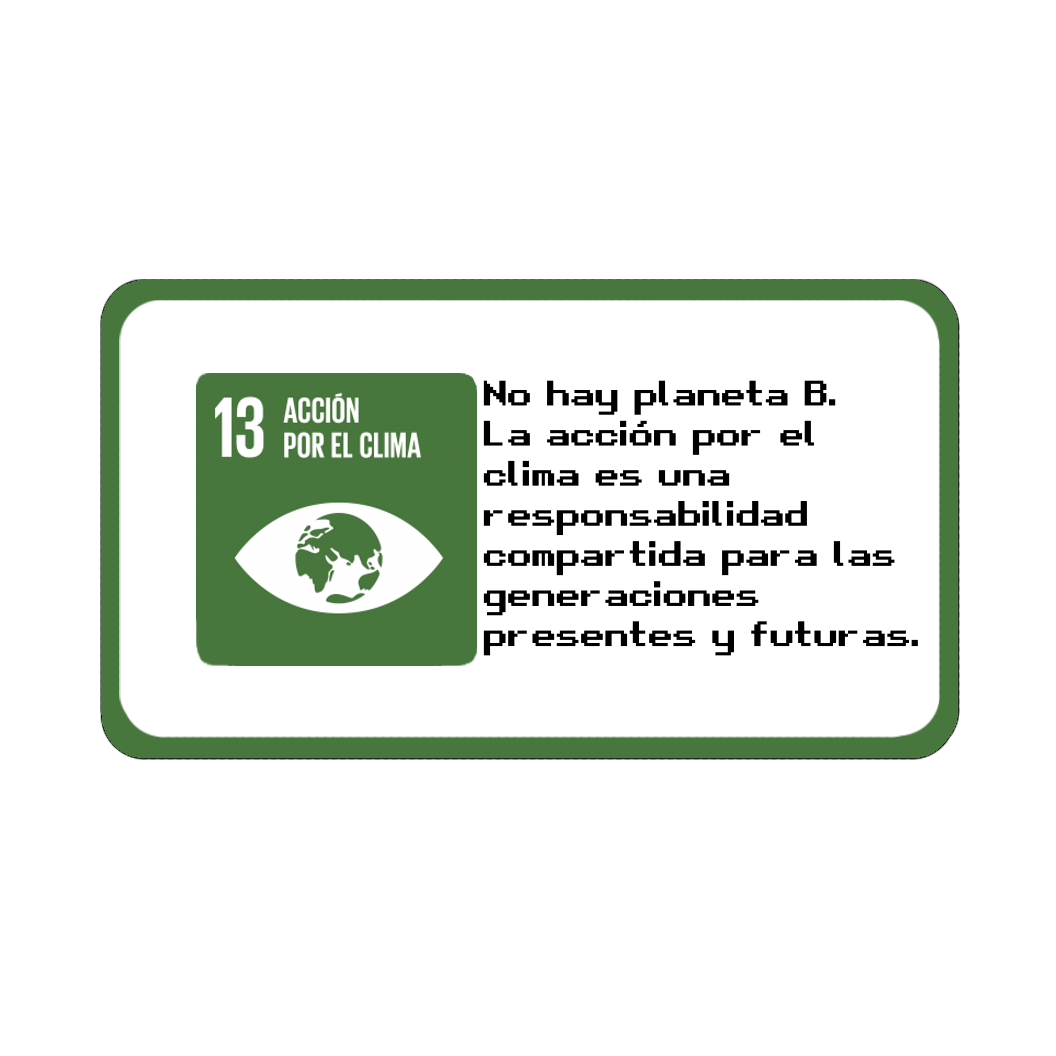 13 ACCIÓN
POR EL CLIMA
No hay planeta B.
La acción por el
clima es una
responsabilidad
compartida para las
generaciones
presentes y futuras.